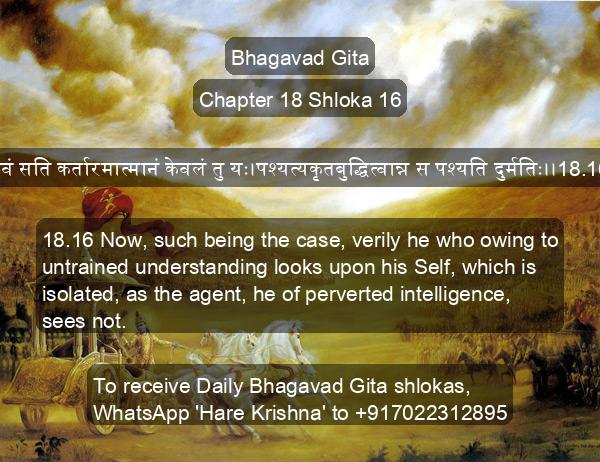 Bhagavad Gita
Chapter 18 Shloka 16
वं सति कर्तारमात्मानं केवलं तु यः।पश्यत्यकृतबुद्धित्वान्न स पश्यति दुर्मतिः।।18.16
18.16 Now, such being the case, verily he who owing to
untrained understanding looks upon his Self, which is
isolated, as the agent, he of perverted intelligence,
sees not.
To receive Daily Bhagavad Gita shlokas,
WhatsApp 'Hare Krishna' to +917022312895